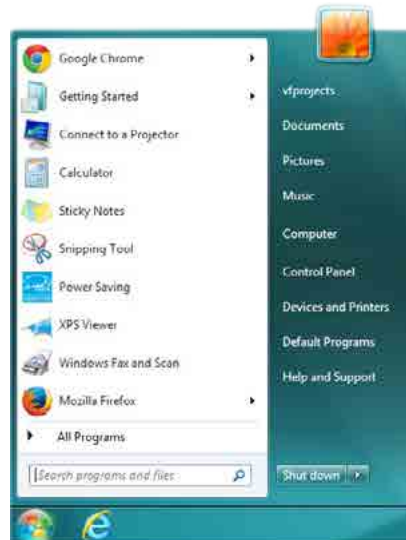 Google Chrome
Getting Started
Connect to a Projector
Calculator
Sticky Notes
Snipping Tool
Power Saving
XPS Viewer
Windows Fax and Scan
Mozilla Firefox
All Programs
Search programs and files
vfprojects
Documents
Pictures
Music
Computer
Control Panel
Devices and Printers
Default Programs
Help and Support
Shut down